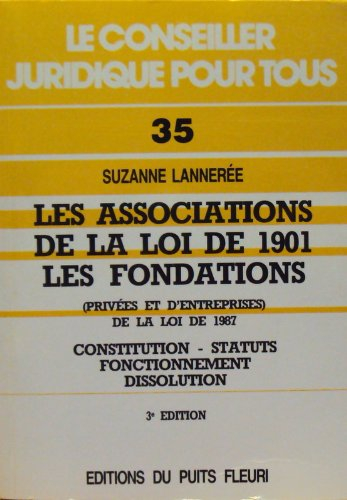 LE CONSEILLER
JURIDIQUE POUR TOUS
35
SUZANNE LANNERÉE
LES ASSOCIATIONS
DE LA LOI DE 1901
LES FONDATIONS
(PRIVÉES ET D'ENTREPRISES)
DE LA LOI DE 1987
CONSTITUTION - STATUTS
FONCTIONNEMENT
DISSOLUTION
3e EDITION
EDITIONS DU PUITS FLEURI